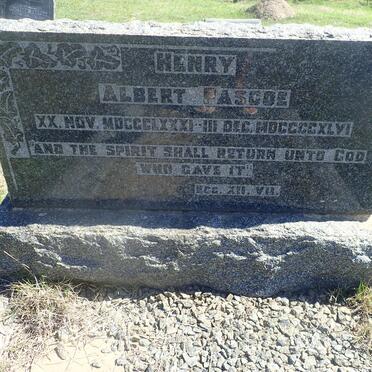 HENRY
ALBERT PASCOE
XX. NOV. MDCCCLXXXI-III DEC. MDCCCCXLVI
"AND THE SPIRIT SHALL RETURN UNTO GOD
WHO GAVE IT"
ECC. XII. VII.